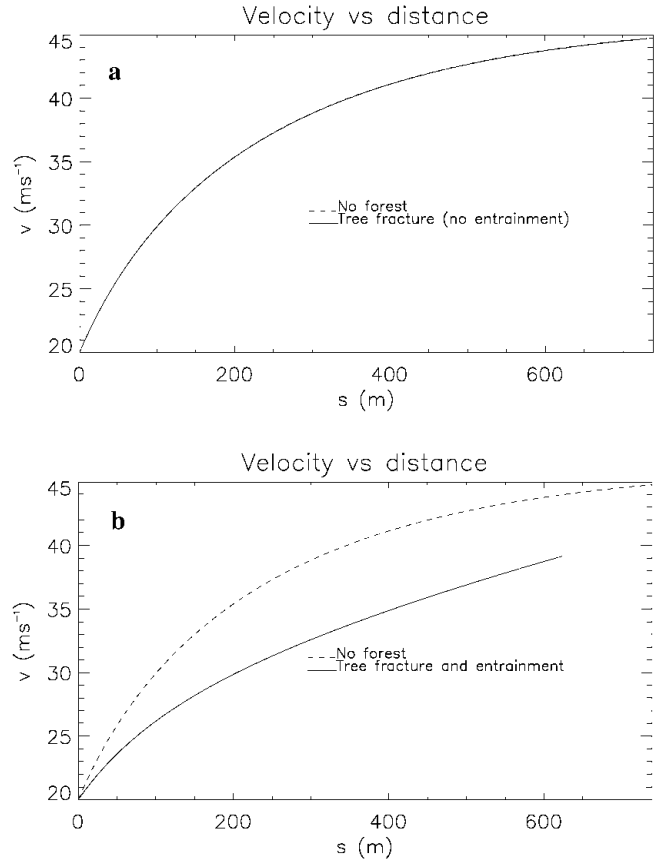 Velocity vs distance
45
a
40
35
v (ms⁻¹)
No forest
30
Tree fracture (no entrainment)
25
20
0 200 400 600
s (m)
Velocity vs distance
45
b
40
35
v (ms⁻¹)
No forest
30
Tree fracture and entrainment
25
20
0 200 400 600
s (m)